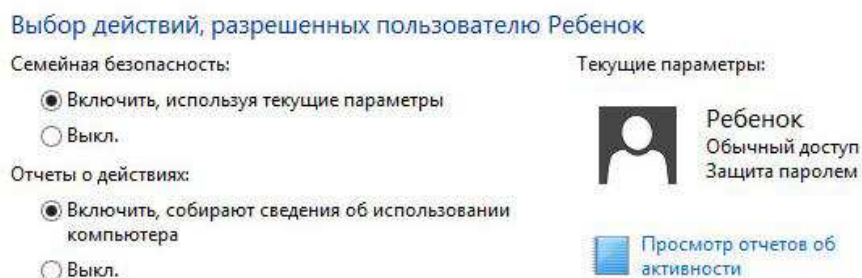 Выбор действий, разрешенных пользователю Ребенок
Семейная безопасность:
Включить, используя текущие параметры
Выкл.
Отчеты о действиях:
Включить, собирают сведения об использовании
компьютера
Выкл.
Текущие параметры:
Ребенок
Обычный доступ
Защита паролем
Просмотр отчетов об
активности